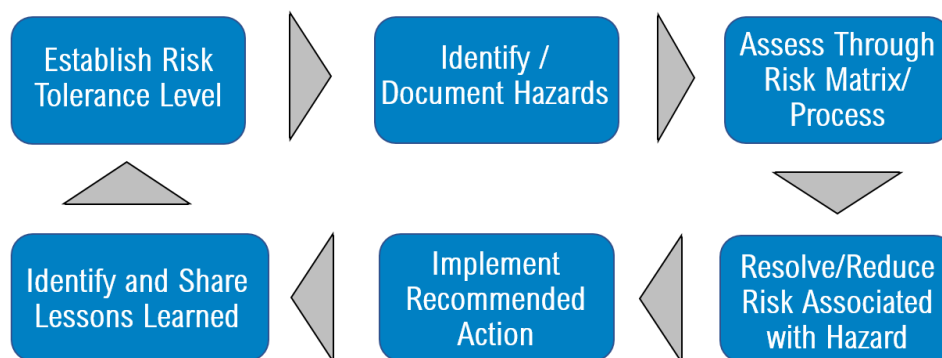 Establish Risk
Tolerance Level
Identify /
Document Hazards
Assess Through
Risk Matrix/
Process
Resolve/Reduce
Risk Associated
with Hazard
Implement
Recommended
Action
Identify and Share
Lessons Learned